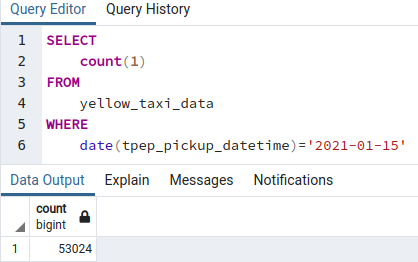 Query Editor Query History
1 SELECT
2 count(1)
3 FROM
4 yellow_taxi_data
5 WHERE
6 date(tpep_pickup_datetime)='2021-01-15'
Data Output Explain Messages Notifications
count
bigint
1 53024